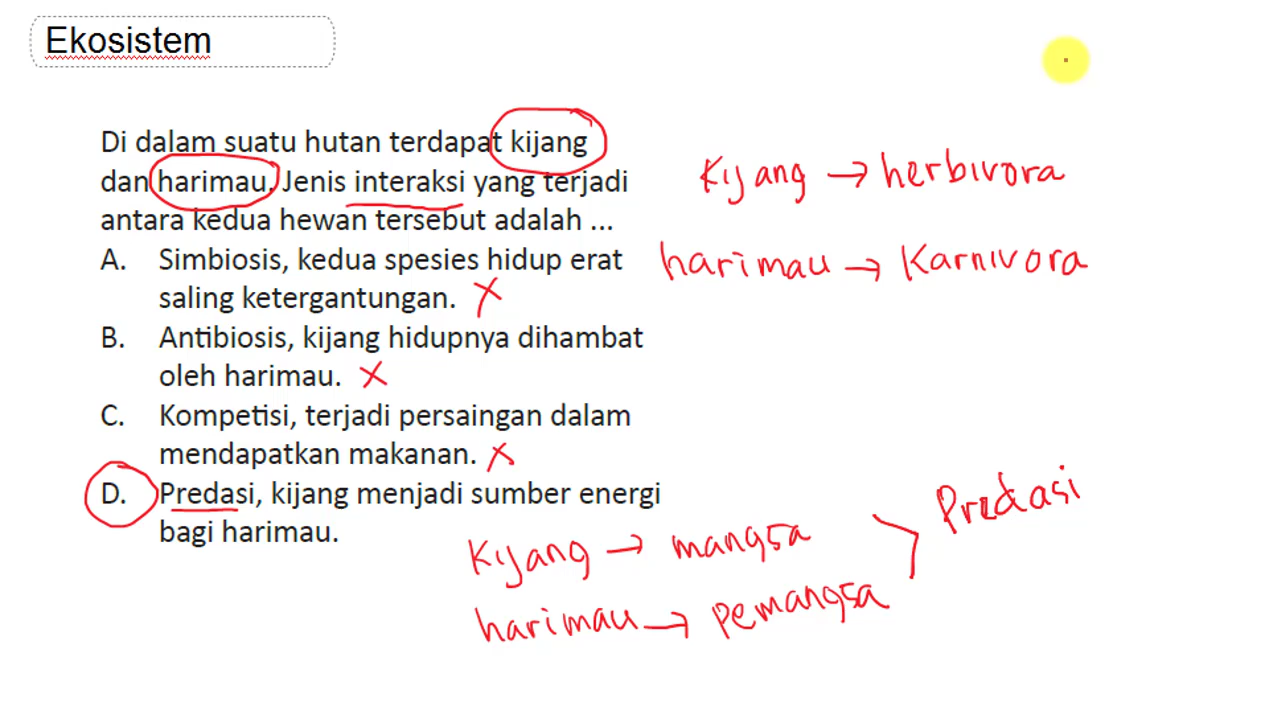 Ekosistem
Di dalam suatu hutan terdapat kijang
dan harimau. Jenis interaksi yang terjadi
antara kedua hewan tersebut adalah ...
A. Simbiosis, kedua spesies hidup erat
saling ketergantungan.
B. Antibiosis, kijang hidupnya dihambat
oleh harimau.
C. Kompetisi, terjadi persaingan dalam
mendapatkan makanan.
D. Predasi, kijang menjadi sumber energi
bagi harimau.
Kijang → herbivora
harimau → Karnivora
Kijang → mangsa
harimau → pemangsa
Predasi